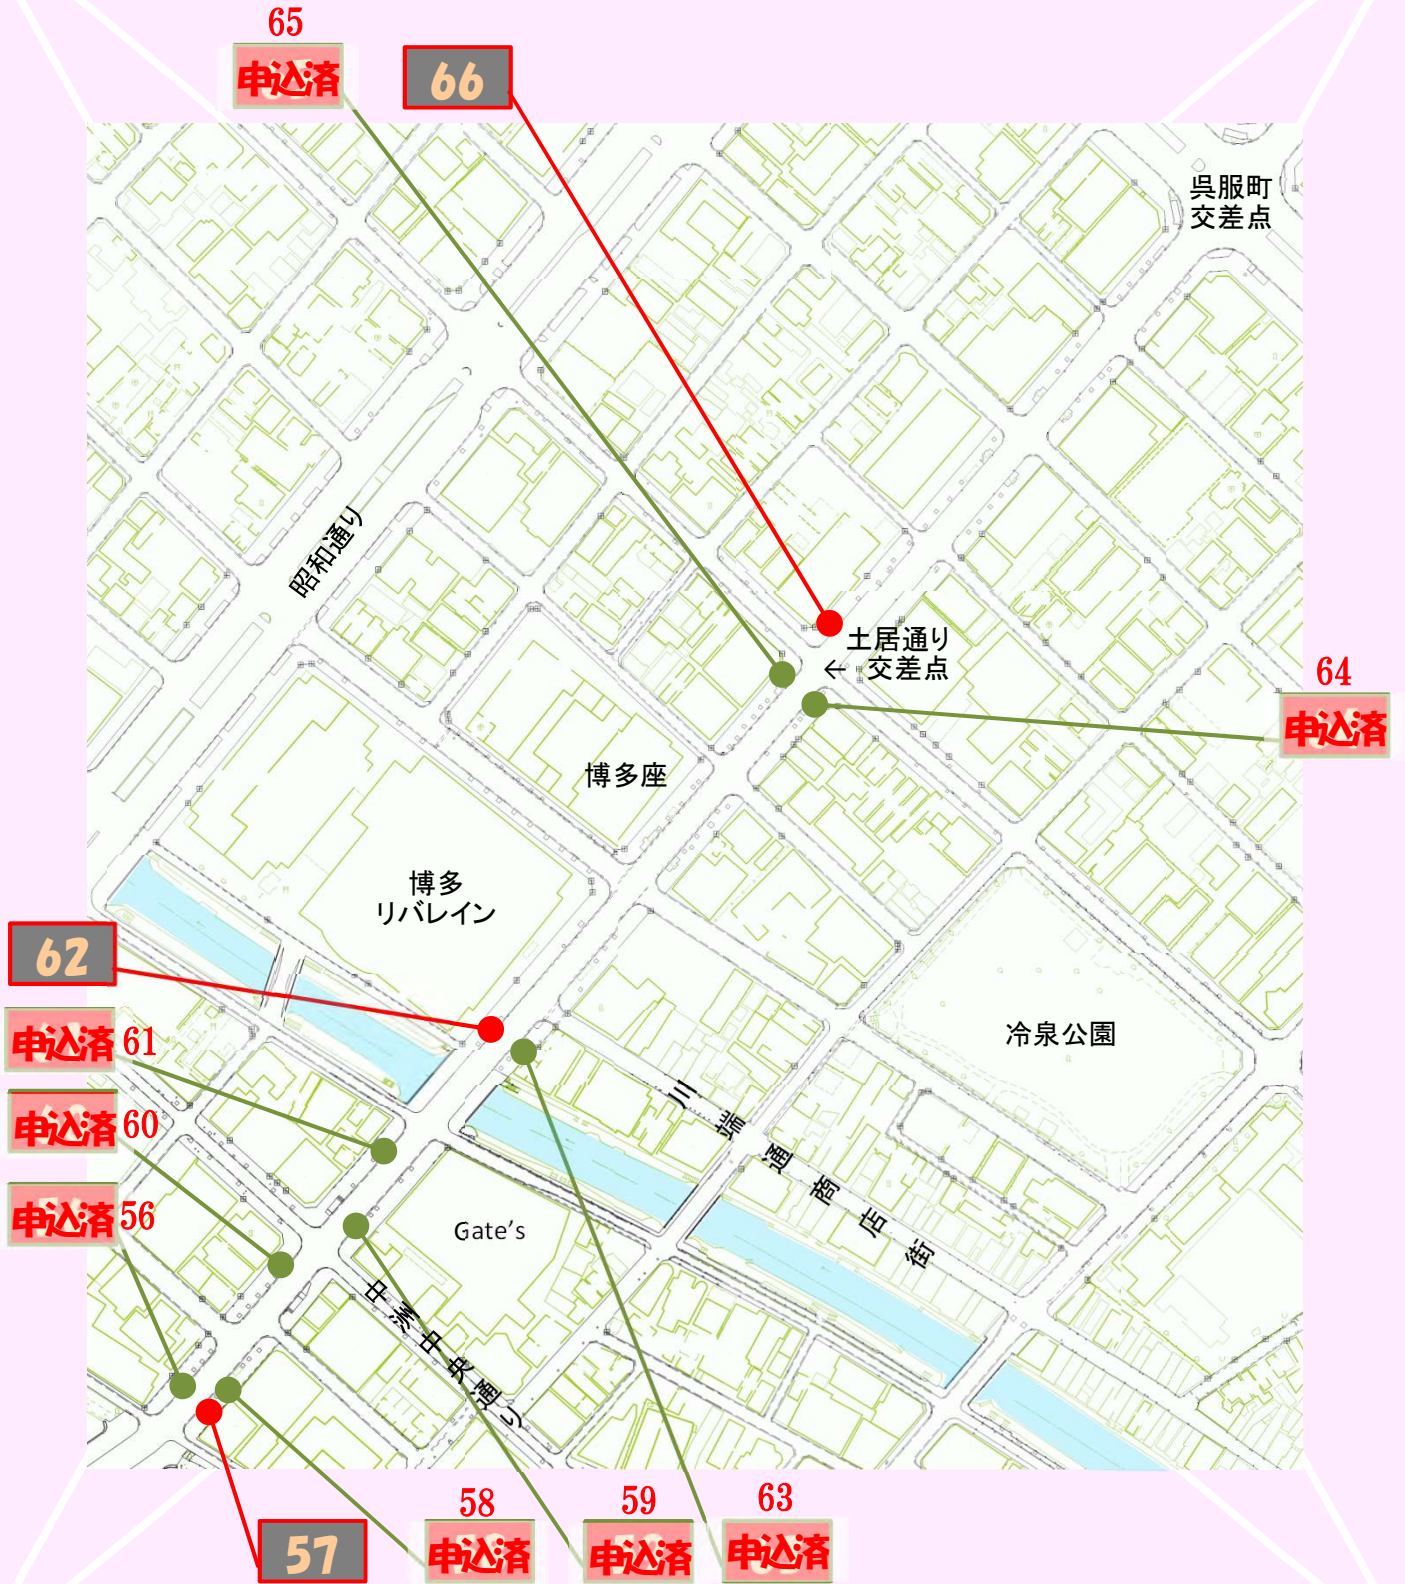 65
申込済
66
呉服町
交差点
昭和通り
土居通り
← 交差点
64
申込済
博多座
博多
リバレイン
62
冷泉公園
申込済 61
川端通商店街
申込済 60
申込済 56
Gate's
中洲中央通り
57
58
申込済
59
申込済
63
申込済